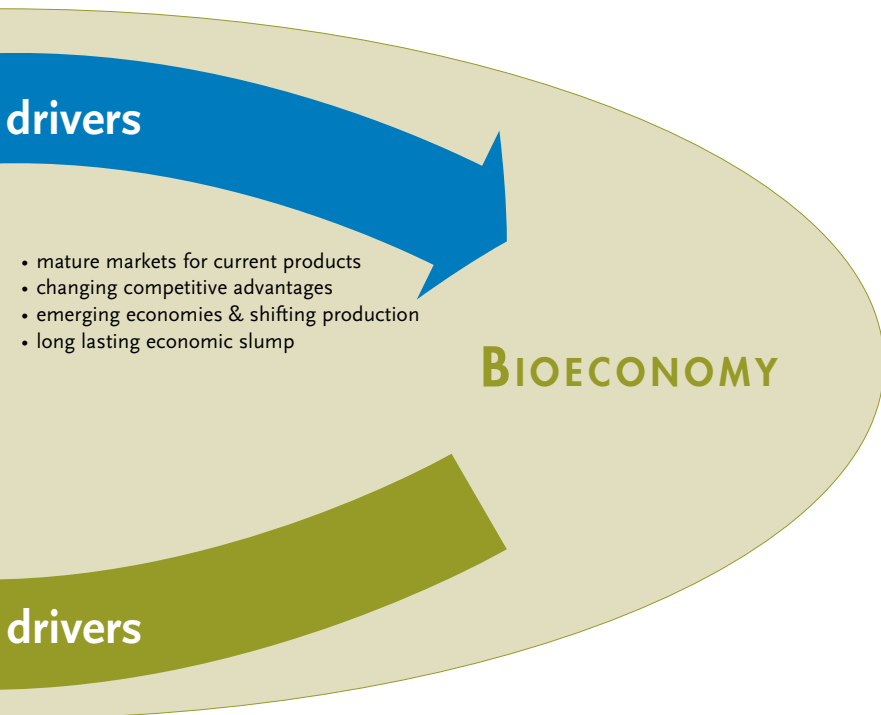 drivers
• mature markets for current products
• changing competitive advantages
• emerging economies & shifting production
• long lasting economic slump
BIOECONOMY
drivers